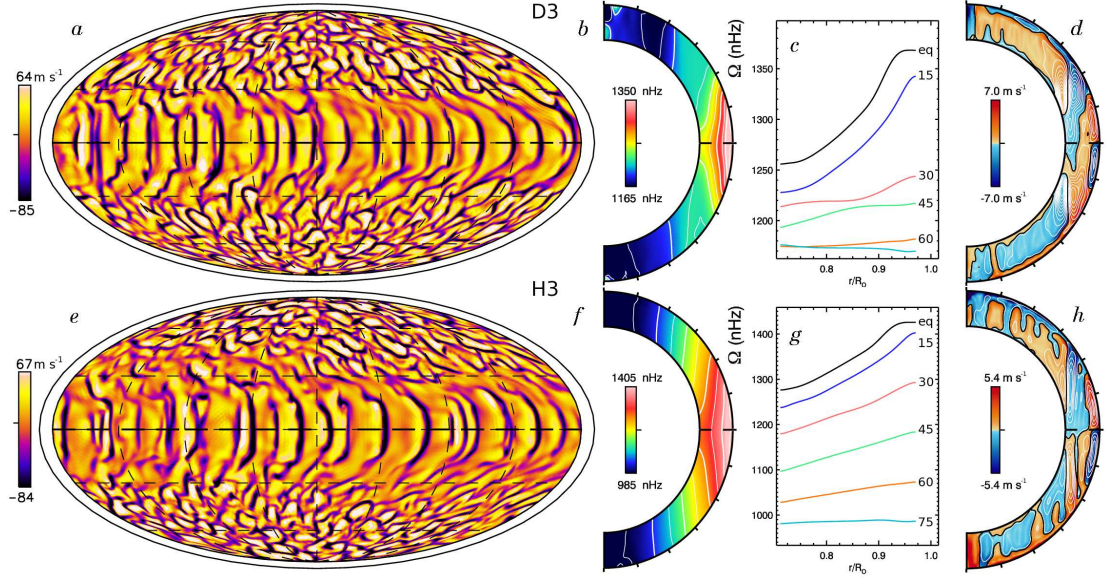 D3
a
64 m s⁻¹
−85
b
1350 nHz
1165 nHz
c
Ω (nHz)
1350
1300
1250
1200
eq
15
30
45
60
0.8 0.9 1.0
r/R₀
d
7.0 m s⁻¹
-7.0 m s⁻¹
H3
e
67 m s⁻¹
−84
f
1405 nHz
985 nHz
g
Ω (nHz)
1400
1300
1200
1100
1000
eq
15
30
45
60
75
0.8 0.9 1.0
r/R₀
h
5.4 m s⁻¹
-5.4 m s⁻¹